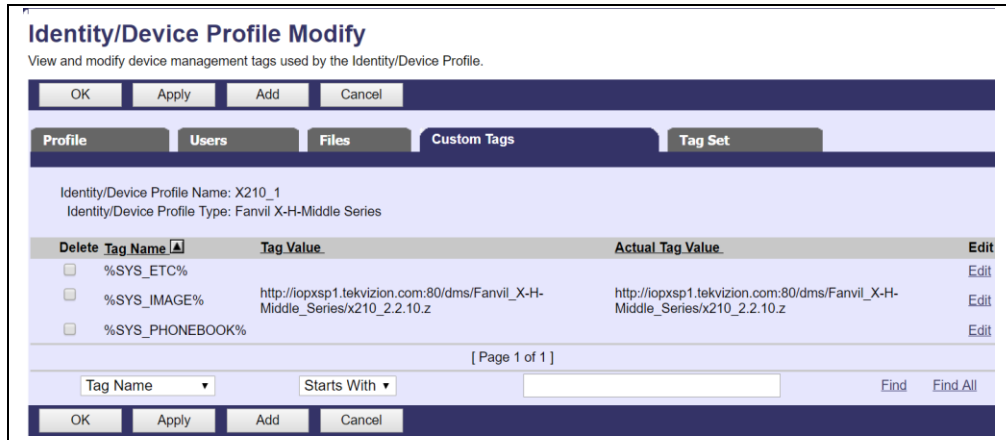 Identity/Device Profile Modify
View and modify device management tags used by the Identity/Device Profile.
OK Apply Add Cancel
Profile Users Files Custom Tags Tag Set
Identity/Device Profile Name: X210_1
Identity/Device Profile Type: Fanvil X-H-Middle Series
Delete Tag Name Tag Value Actual Tag Value Edit
%SYS_ETC% Edit
%SYS_IMAGE% http://iopxsp1.tekvizion.com:80/dms/Fanvil_X-H- http://iopxsp1.tekvizion.com:80/dms/Fanvil_X-H- Edit
Middle_Series/x210_2.2.10.z Middle_Series/x210_2.2.10.z
%SYS_PHONEBOOK% Edit
[ Page 1 of 1 ]
Tag Name Starts With Find Find All
OK Apply Add Cancel